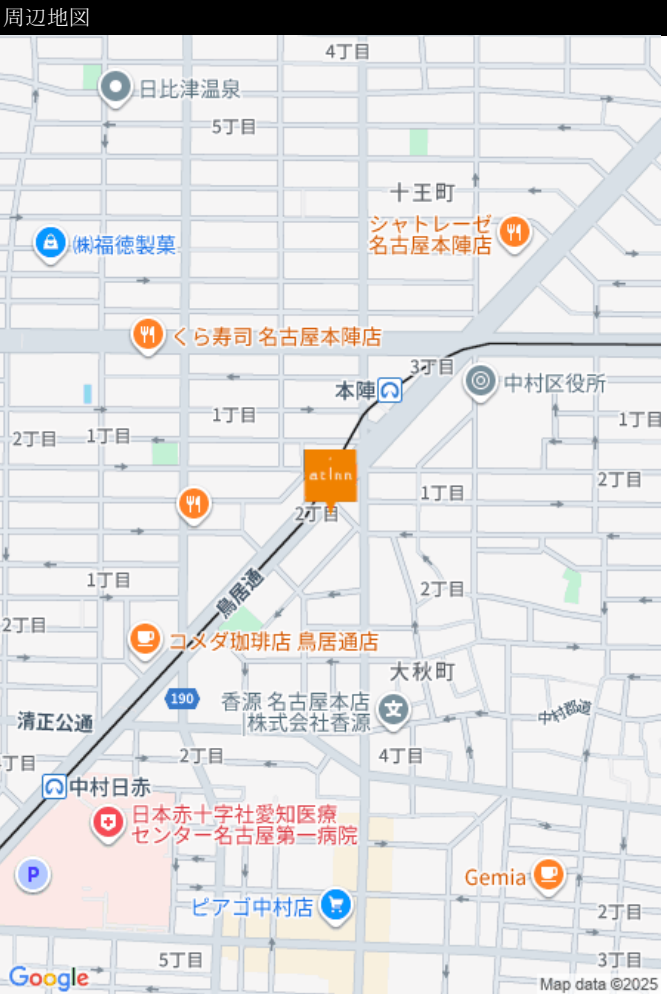 周辺地図
4丁目
日比津温泉
5丁目
十王町
シャトレーゼ
名古屋本陣店
㈱福徳製菓
くら寿司 名古屋本陣店
3丁目
本陣
中村区役所
1丁目
1丁目
2丁目
1丁目
atInn
2丁目
1丁目
2丁目
1丁目
2丁目
鳥居通
2丁目
コメダ珈琲店 鳥居通店
大秋町
190
香源 名古屋本店
|株式会社香源
中村郡道
清正公通
2丁目
4丁目
丁目
中村日赤
日本赤十字社愛知医療
センター名古屋第一病院
P
Gemia
ピアゴ中村店
2丁目
5丁目
3丁目
Google
Map data ©2025